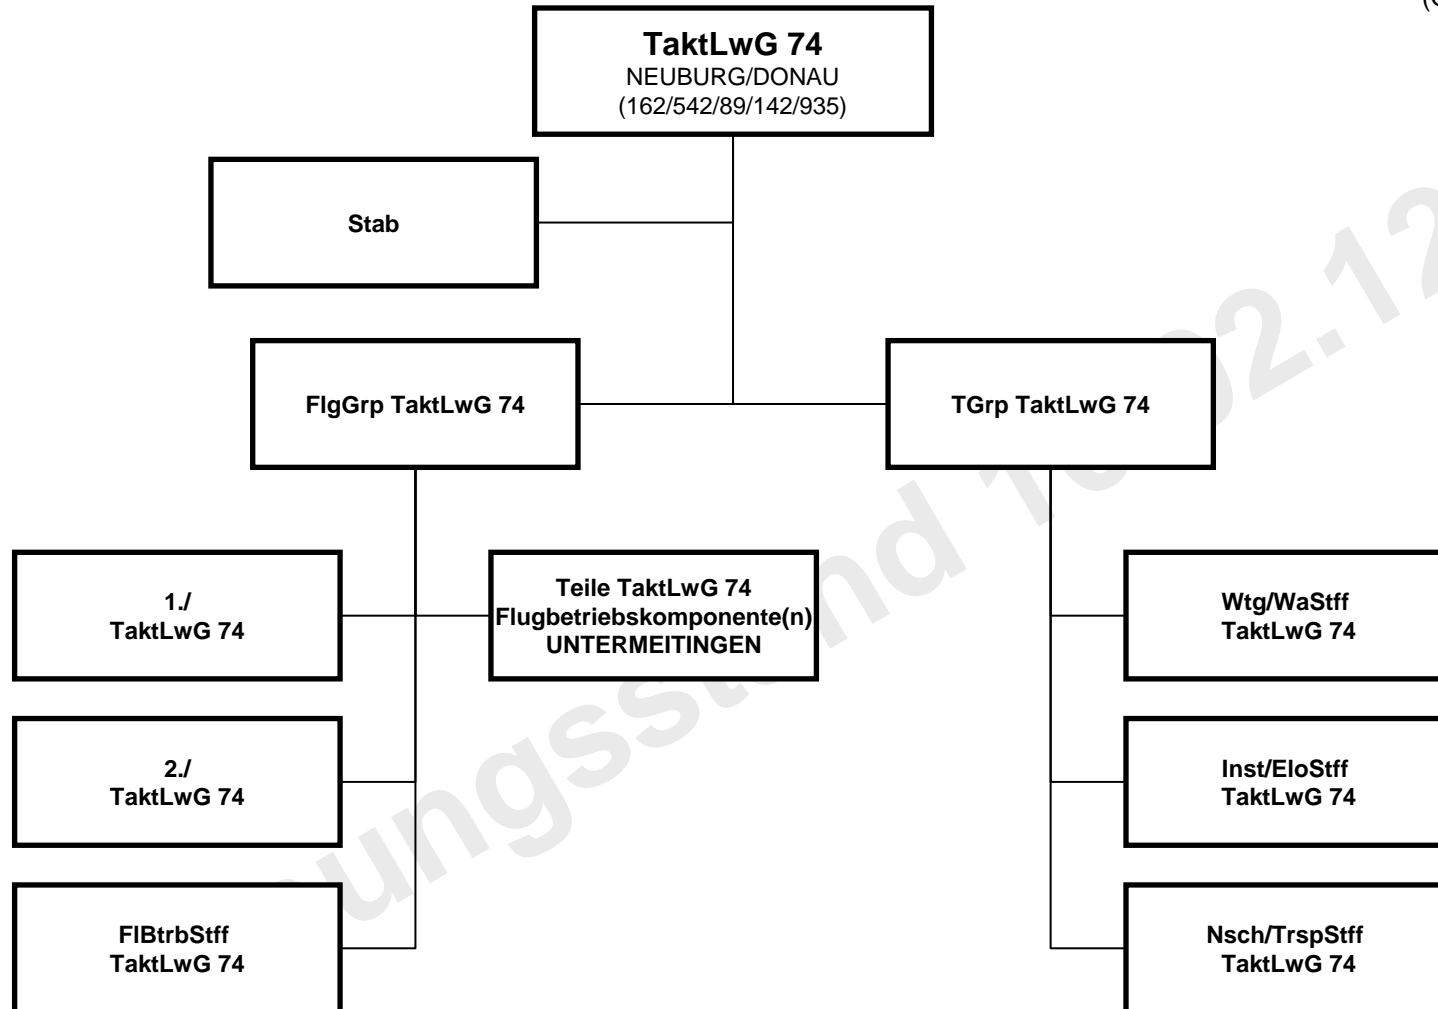 TaktLwG 74
NEUBURG/DONAU
(162/542/89/142/935)
Stab
FlgGrp TaktLwG 74
TGrp TaktLwG 74
1./
TaktLwG 74
Teile TaktLwG 74
Flugbetriebskomponente(n)
UNTERMEITINGEN
Wtg/WaStff
TaktLwG 74
2./
TaktLwG 74
Inst/EloStff
TaktLwG 74
FlBtrbStff
TaktLwG 74
Nsch/TrspStff
TaktLwG 74